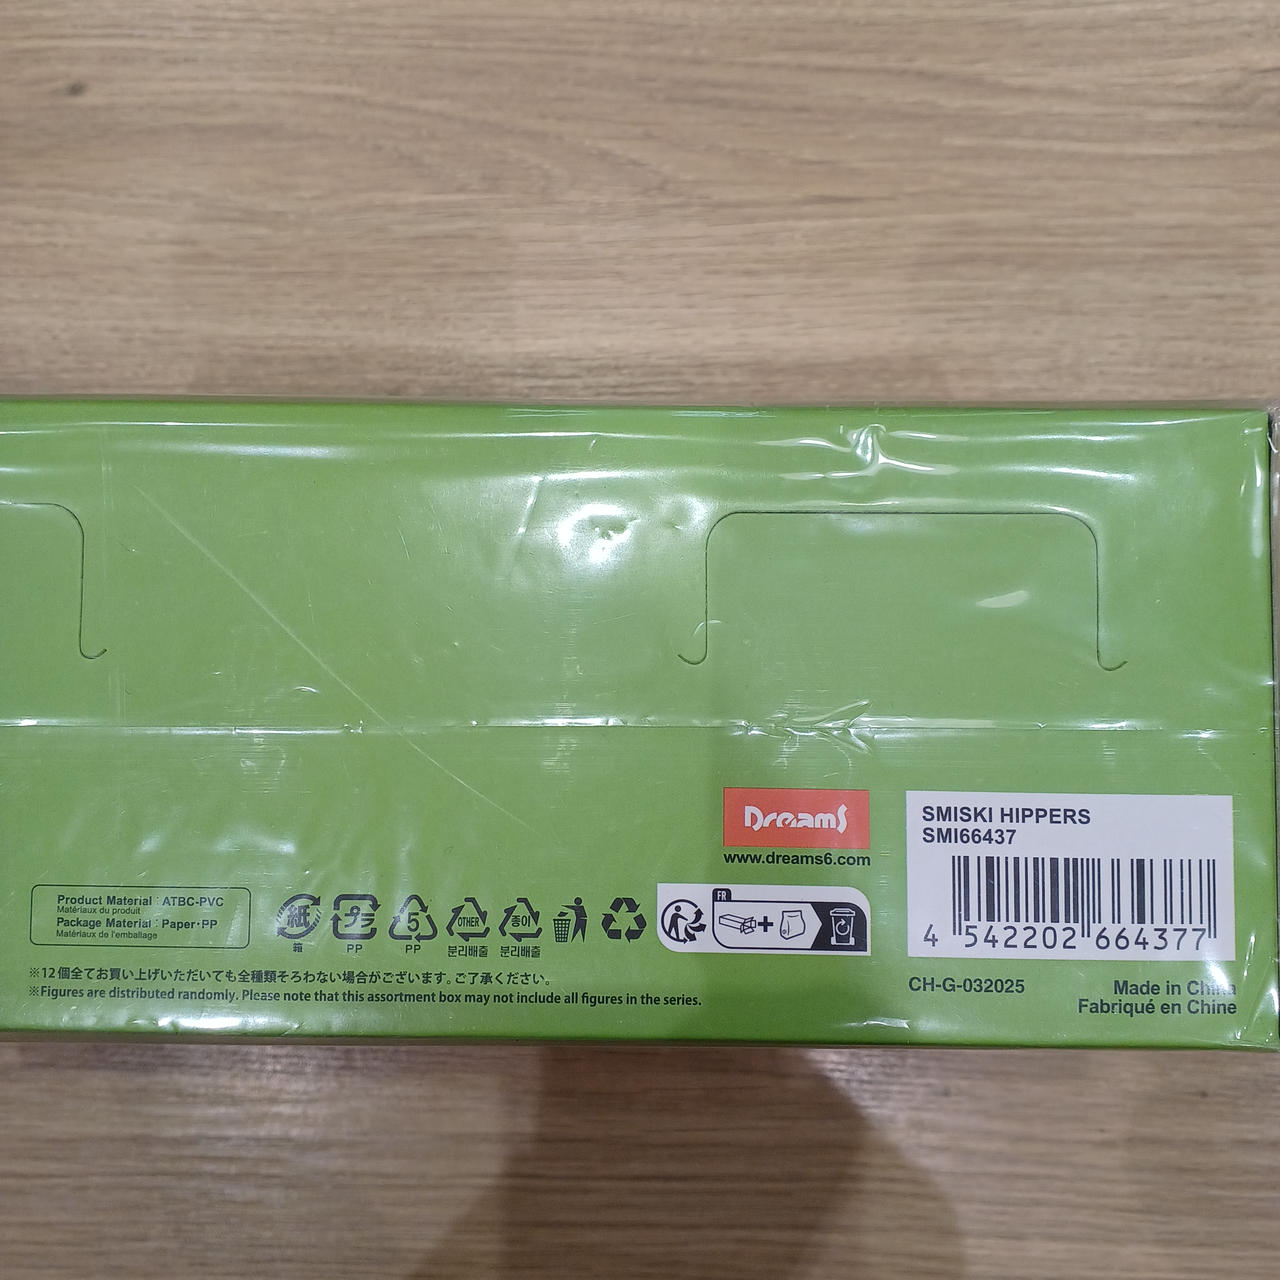 Dreams
www.dreams6.com
SMISKI HIPPERS
SMI66437
4 542202 664377
CH-G-032025
Made in China
Fabriqué en Chine
Product Material : ATBC-PVC
Matériaux du produit
Package Material : Paper・PP
Matériaux de l'emballage
紙
箱
プラ
PP
5
PP
OTHER
분리배출
종이
분리배출
FR
※12個全てお買い上げいただいても全種類そろわない場合がございます。ご了承ください。
※Figures are distributed randomly. Please note that this assortment box may not include all figures in the series.